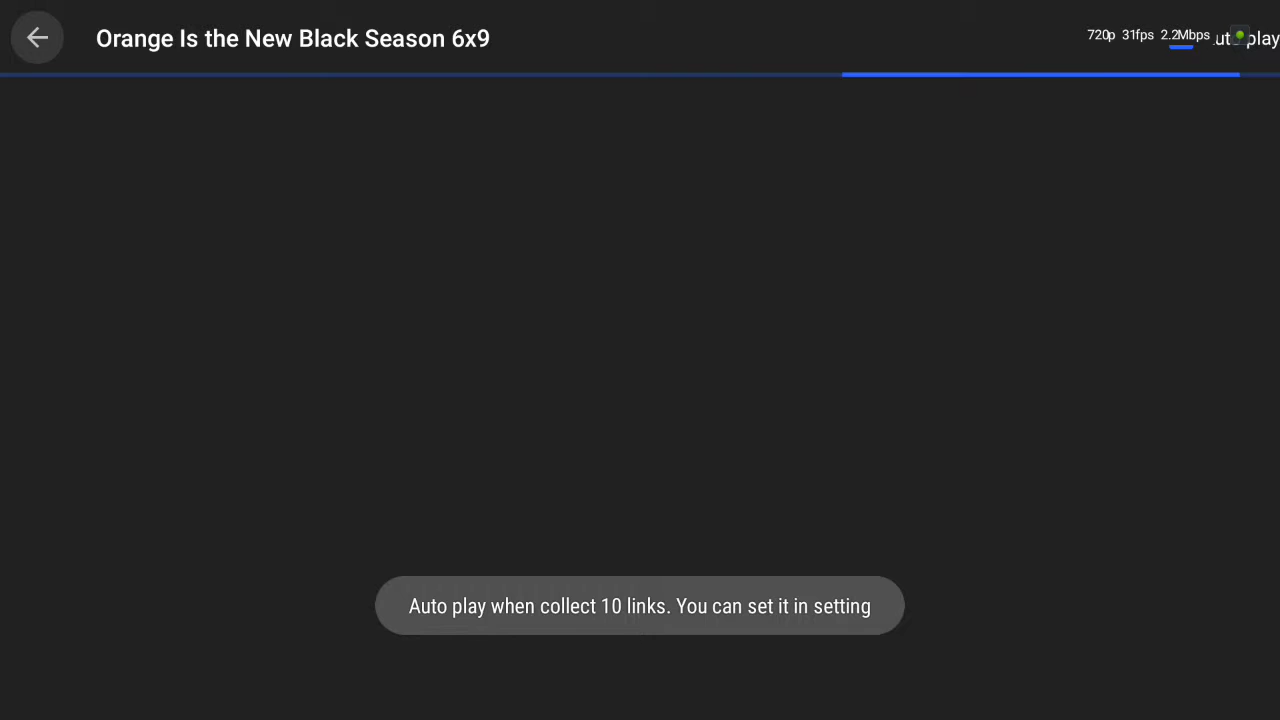 Orange Is the New Black Season 6x9
720p 31fps 2.2Mbps
play
Auto play when collect 10 links. You can set it in setting